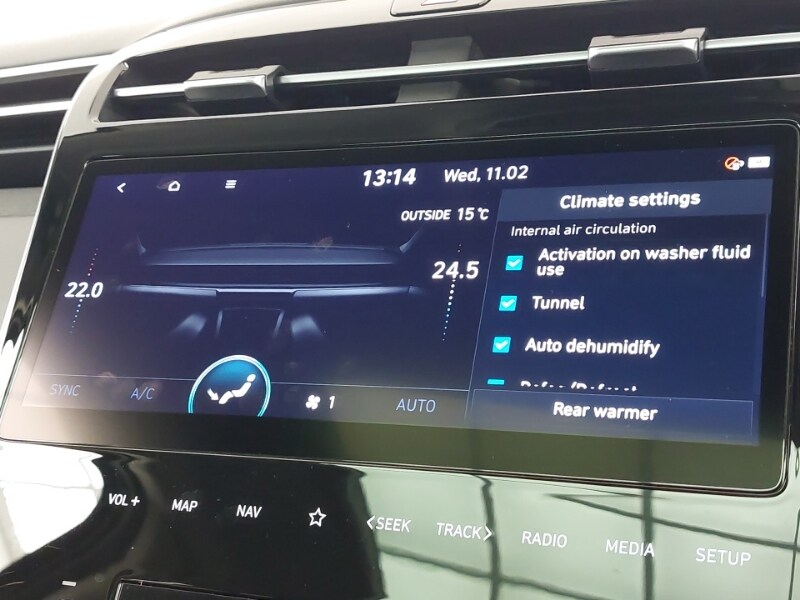 13:14 Wed, 11.02
OUTSIDE 15°C
22.0
24.5
SYNC A/C 1 AUTO
Climate settings
Internal air circulation
Activation on washer fluid
use
Tunnel
Auto dehumidify
Rear warmer
VOL+ MAP NAV <SEEK TRACK> RADIO MEDIA SETUP